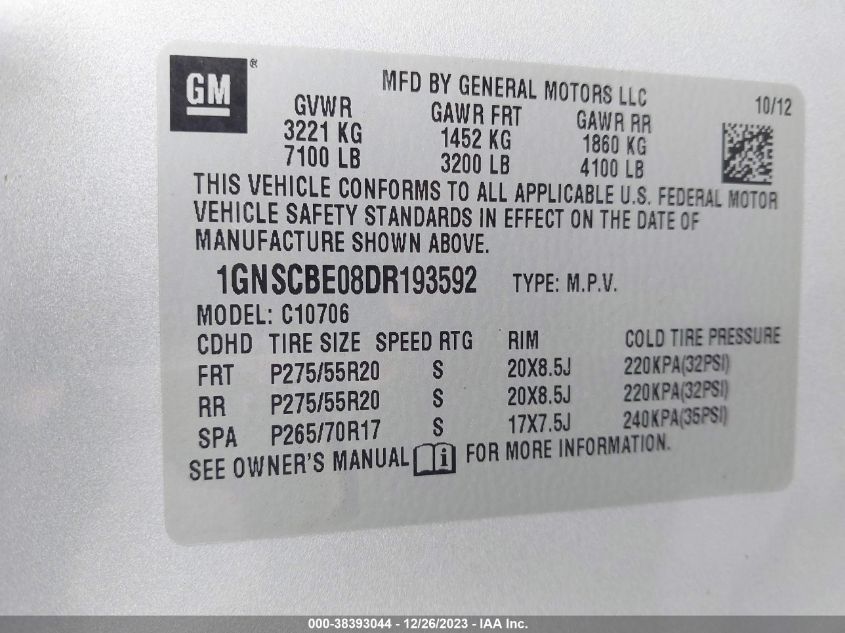 GM ®
MFD BY GENERAL MOTORS LLC
10/12
GVWR GAWR FRT GAWR RR
3221 KG 1452 KG 1860 KG
7100 LB 3200 LB 4100 LB
THIS VEHICLE CONFORMS TO ALL APPLICABLE U.S. FEDERAL MOTOR
VEHICLE SAFETY STANDARDS IN EFFECT ON THE DATE OF
MANUFACTURE SHOWN ABOVE.
1GNSCBE08DR193592 TYPE: M.P.V.
MODEL: C10706
CDHD TIRE SIZE SPEED RTG RIM COLD TIRE PRESSURE
FRT P275/55R20 S 20X8.5J 220KPA(32PSI)
RR P275/55R20 S 20X8.5J 220KPA(32PSI)
SPA P265/70R17 S 17X7.5J 240KPA(35PSI)
SEE OWNER'S MANUAL i FOR MORE INFORMATION.
000-38393044 - 12/26/2023 - IAA Inc.